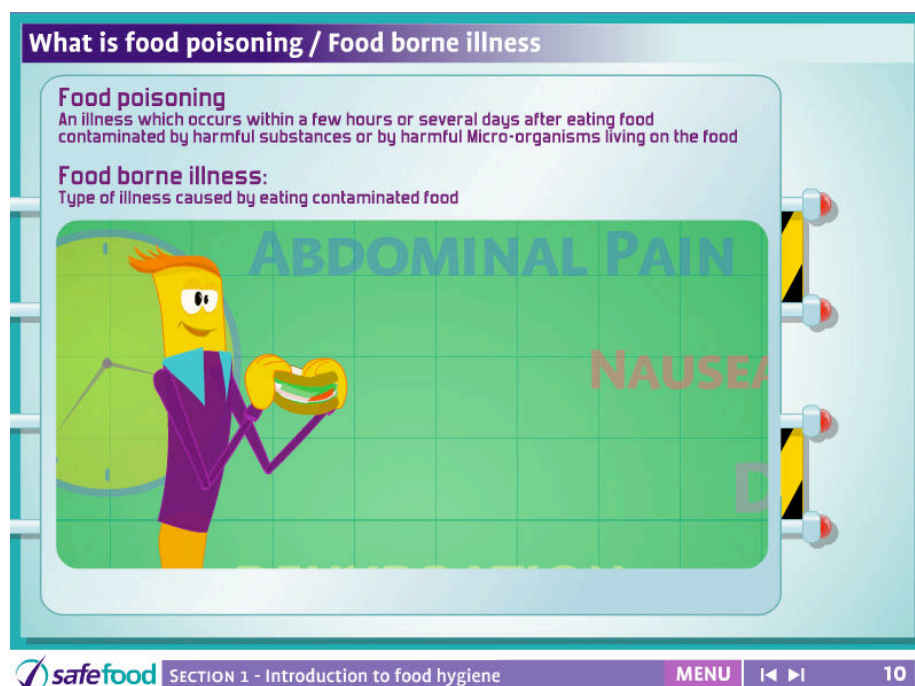 What is food poisoning / Food borne illness
Food poisoning
An illness which occurs within a few hours or several days after eating food
contaminated by harmful substances or by harmful Micro-organisms living on the food
Food borne illness:
Type of illness caused by eating contaminated food
ABDOMINAL PAIN
NAUSEA
D
DEHYDRATION
safefood SECTION 1 - Introduction to food hygiene MENU 10